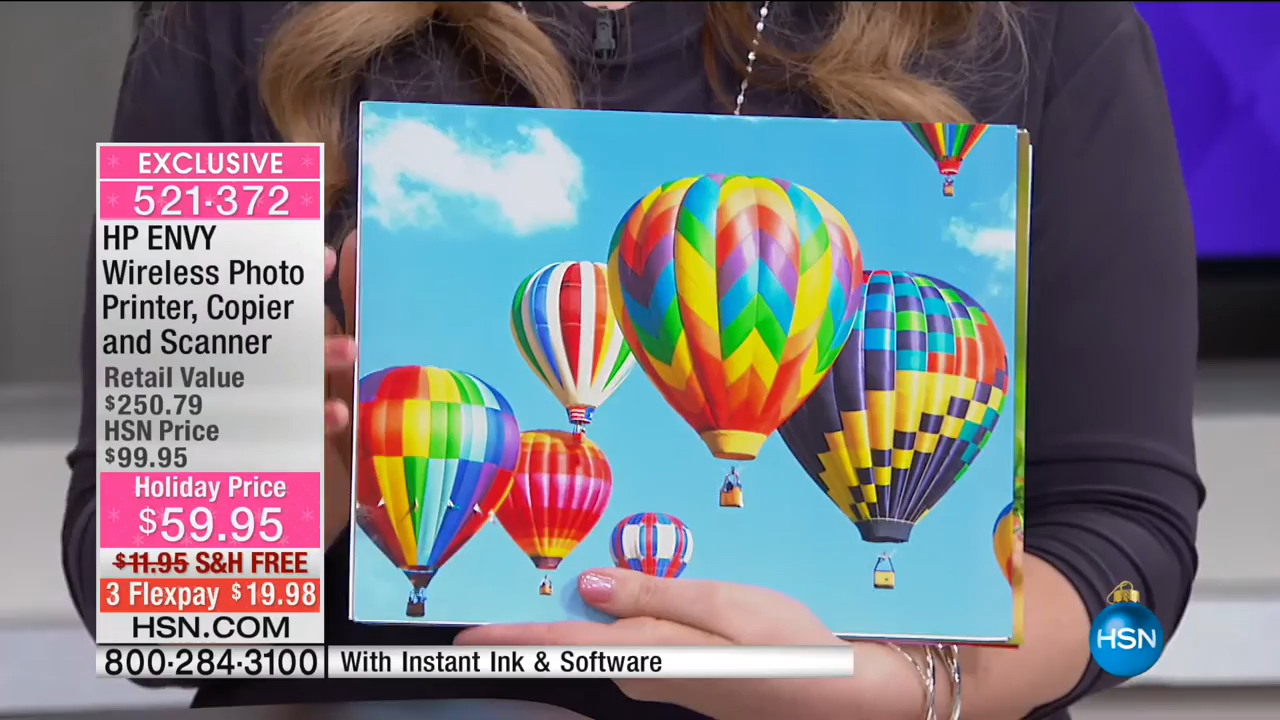 EXCLUSIVE
521·372
HP ENVY
Wireless Photo
Printer, Copier
and Scanner
Retail Value
$250.79
HSN Price
$99.95
Holiday Price
$59.95
$11.95 S&H FREE
3 Flexpay $19.98
HSN.COM
800·284·3100
With Instant Ink & Software
HSN